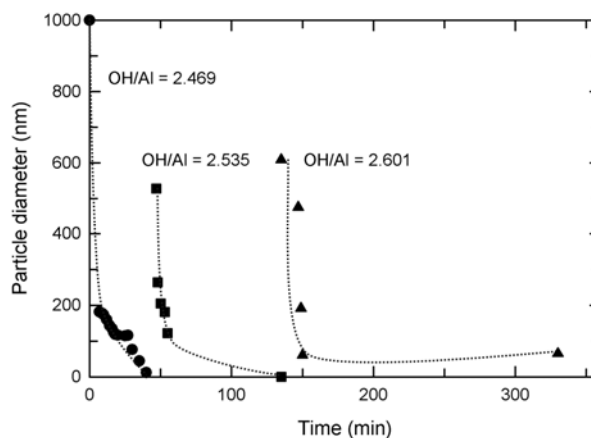 1000
OH/Al = 2.469
800
OH/Al = 2.535 OH/Al = 2.601
600
400
200
0
Particle diameter (nm)
0 100 200 300
Time (min)